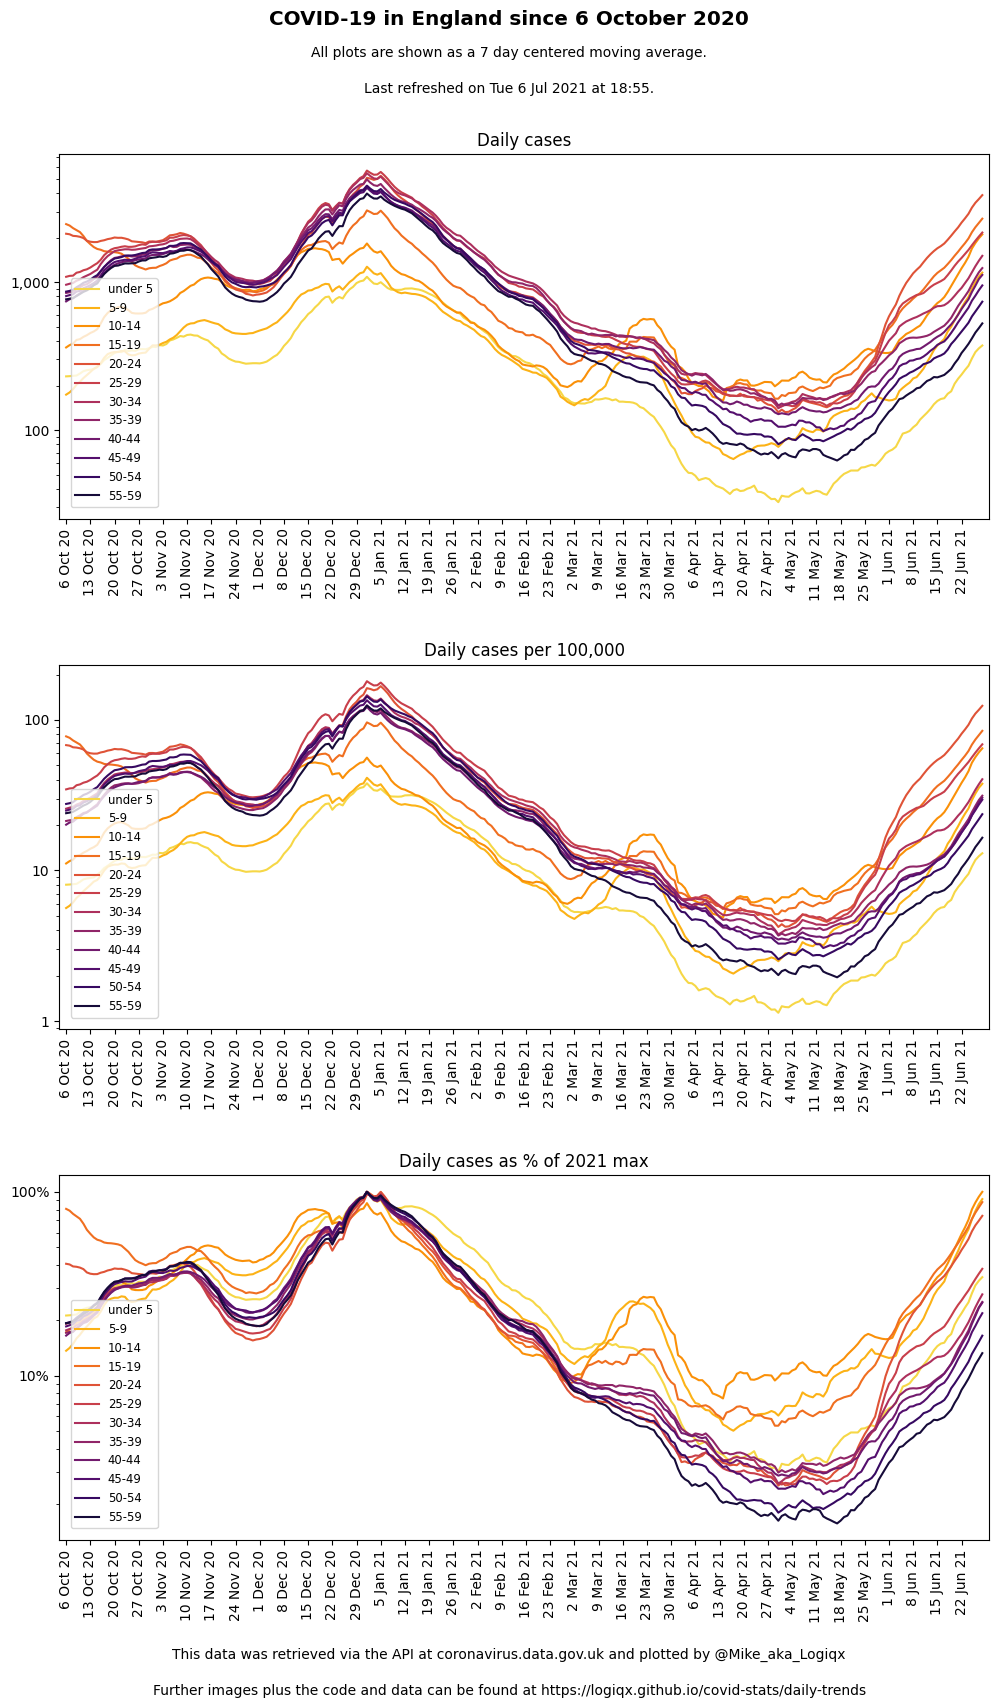 COVID-19 in England since 6 October 2020
All plots are shown as a 7 day centered moving average.
Last refreshed on Tue 6 Jul 2021 at 18:55.
Daily cases
1,000
100
under 5
5-9
10-14
15-19
20-24
25-29
30-34
35-39
40-44
45-49
50-54
55-59
6 Oct 20
13 Oct 20
20 Oct 20
27 Oct 20
3 Nov 20
10 Nov 20
17 Nov 20
24 Nov 20
1 Dec 20
8 Dec 20
15 Dec 20
22 Dec 20
29 Dec 20
5 Jan 21
12 Jan 21
19 Jan 21
26 Jan 21
2 Feb 21
9 Feb 21
16 Feb 21
23 Feb 21
2 Mar 21
9 Mar 21
16 Mar 21
23 Mar 21
30 Mar 21
6 Apr 21
13 Apr 21
20 Apr 21
27 Apr 21
4 May 21
11 May 21
18 May 21
25 May 21
1 Jun 21
8 Jun 21
15 Jun 21
22 Jun 21
Daily cases per 100,000
100
10
1
under 5
5-9
10-14
15-19
20-24
25-29
30-34
35-39
40-44
45-49
50-54
55-59
6 Oct 20
13 Oct 20
20 Oct 20
27 Oct 20
3 Nov 20
10 Nov 20
17 Nov 20
24 Nov 20
1 Dec 20
8 Dec 20
15 Dec 20
22 Dec 20
29 Dec 20
5 Jan 21
12 Jan 21
19 Jan 21
26 Jan 21
2 Feb 21
9 Feb 21
16 Feb 21
23 Feb 21
2 Mar 21
9 Mar 21
16 Mar 21
23 Mar 21
30 Mar 21
6 Apr 21
13 Apr 21
20 Apr 21
27 Apr 21
4 May 21
11 May 21
18 May 21
25 May 21
1 Jun 21
8 Jun 21
15 Jun 21
22 Jun 21
Daily cases as % of 2021 max
100%
10%
under 5
5-9
10-14
15-19
20-24
25-29
30-34
35-39
40-44
45-49
50-54
55-59
6 Oct 20
13 Oct 20
20 Oct 20
27 Oct 20
3 Nov 20
10 Nov 20
17 Nov 20
24 Nov 20
1 Dec 20
8 Dec 20
15 Dec 20
22 Dec 20
29 Dec 20
5 Jan 21
12 Jan 21
19 Jan 21
26 Jan 21
2 Feb 21
9 Feb 21
16 Feb 21
23 Feb 21
2 Mar 21
9 Mar 21
16 Mar 21
23 Mar 21
30 Mar 21
6 Apr 21
13 Apr 21
20 Apr 21
27 Apr 21
4 May 21
11 May 21
18 May 21
25 May 21
1 Jun 21
8 Jun 21
15 Jun 21
22 Jun 21
This data was retrieved via the API at coronavirus.data.gov.uk and plotted by @Mike_aka_Logiqx
Further images plus the code and data can be found at https://logiqx.github.io/covid-stats/daily-trends